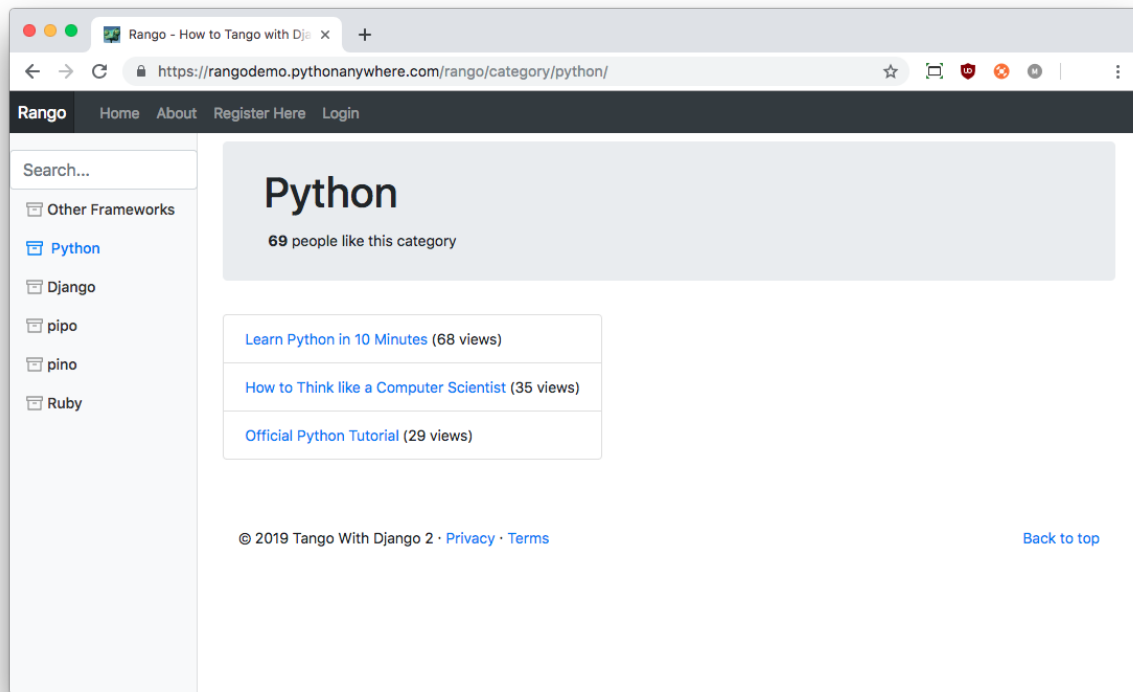 Rango - How to Tango with Dja
https://rangodemo.pythonanywhere.com/rango/category/python/
Rango Home About Register Here Login
Search...
Other Frameworks
Python
Django
pipo
pino
Ruby
Python
69 people like this category
Learn Python in 10 Minutes (68 views)
How to Think like a Computer Scientist (35 views)
Official Python Tutorial (29 views)
© 2019 Tango With Django 2 · Privacy · Terms
Back to top